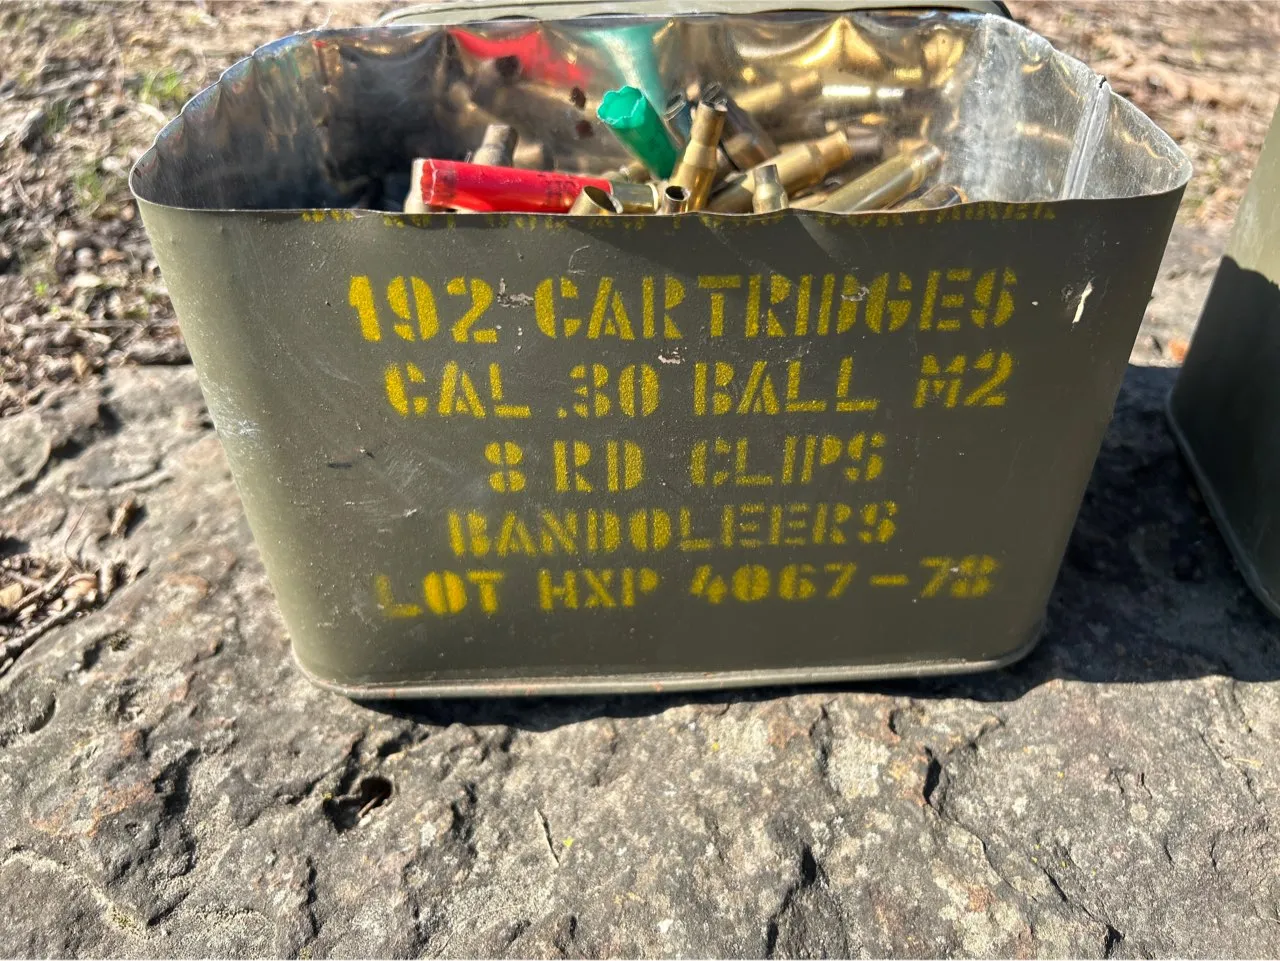 192 CARTRIDGES
CAL .30 BALL M2
8 RD CLIPS
BANDOLEERS
LOT HXP 4067-78